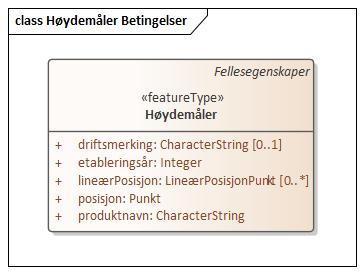 class Høydemåler Betingelser
Fellesegenskaper
«featureType»
Høydemåler
+ driftsmerking: CharacterString [0..1]
+ etableringsår: Integer
+ lineærPosisjon: LineærPosisjonPunkt [0..*]
+ posisjon: Punkt
+ produktnavn: CharacterString